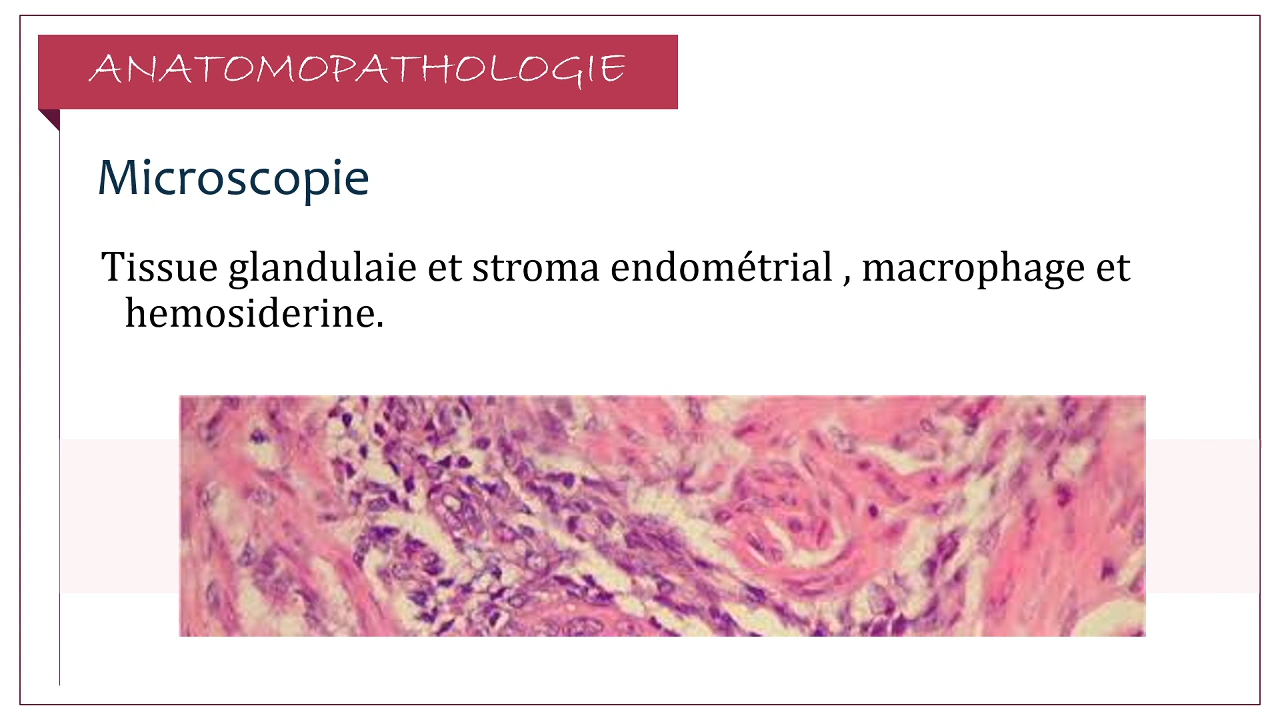 ANATOMOPATHOLOGIE
Microscopie
Tissue glandulaie et stroma endométrial , macrophage et
hemosiderine.